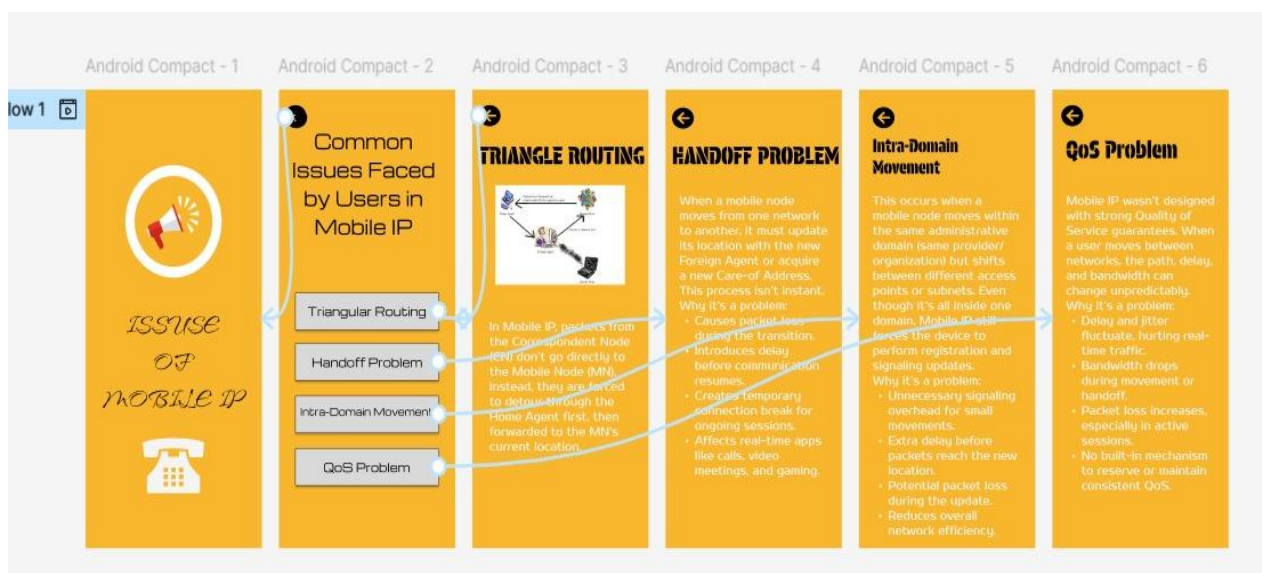 Android Compact - 1
Android Compact - 2
Android Compact - 3
Android Compact - 4
Android Compact - 5
Android Compact - 6
low 1
ISSUSE
OF
MOBILE IP
Common
Issues Faced
by Users in
Mobile IP
Triangular Routing
Handoff Problem
Intra-Domain Movement
QoS Problem
TRIANGLE ROUTING
In Mobile IP, packets from
the Correspondent Node
(CN) don't go directly to
the Mobile Node (MN).
Instead, they are forced
to detour through the
Home Agent first, then
forwarded to the MN's
current location.
HANDOFF PROBLEM
When a mobile node
moves from one network
to another, it must update
its location with the new
Foreign Agent or acquire
a new Care-of Address.
This process isn't instant.
Why it's a problem:
• Causes packet loss
during the transition.
• Introduces delay
before communication
resumes.
• Creates temporary
connection break for
ongoing sessions.
• Affects real-time apps
like calls, video
meetings, and gaming.
Intra-Domain
Movement
This occurs when a
mobile node moves within
the same administrative
domain (same provider/
organization) but shifts
between different access
points or subnets. Even
though it's all inside one
domain, Mobile IP still
forces the device to
perform registration and
signaling updates.
Why it's a problem:
• Unnecessary signaling
overhead for small
movements.
• Extra delay before
packets reach the new
location.
• Potential packet loss
during the update.
• Reduces overall
network efficiency.
QoS Problem
Mobile IP wasn't designed
with strong Quality of
Service guarantees. When
a user moves between
networks, the path, delay,
and bandwidth can
change unpredictably.
Why it's a problem:
• Delay and jitter
fluctuate, hurting real-
time traffic.
• Bandwidth drops
during movement or
handoff.
• Packet loss increases,
especially in active
sessions.
• No built-in mechanism
to reserve or maintain
consistent QoS.